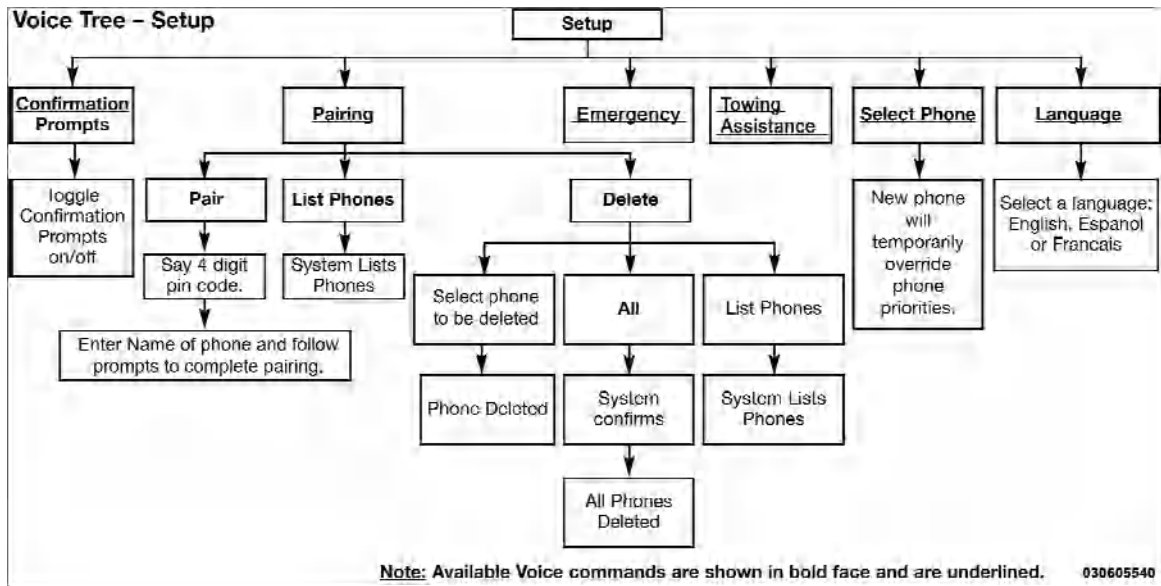 Voice Tree – Setup
Setup
Confirmation
Prompts
Pairing
Emergency
Towing
Assistance
Select Phone
Language
Toggle
Confirmation
Prompts
on/off
Pair
List Phones
Delete
New phone
will
temporarily
override
phone
priorities.
Select a language:
English, Espanol
or Francais
Say 4 digit
pin code.
System Lists
Phones
Select phone
to be deleted
All
List Phones
Enter Name of phone and follow
prompts to complete pairing.
Phone Deleted
System
confirms
System Lists
Phones
All Phones
Deleted
Note: Available Voice commands are shown in bold face and are underlined.
030605540